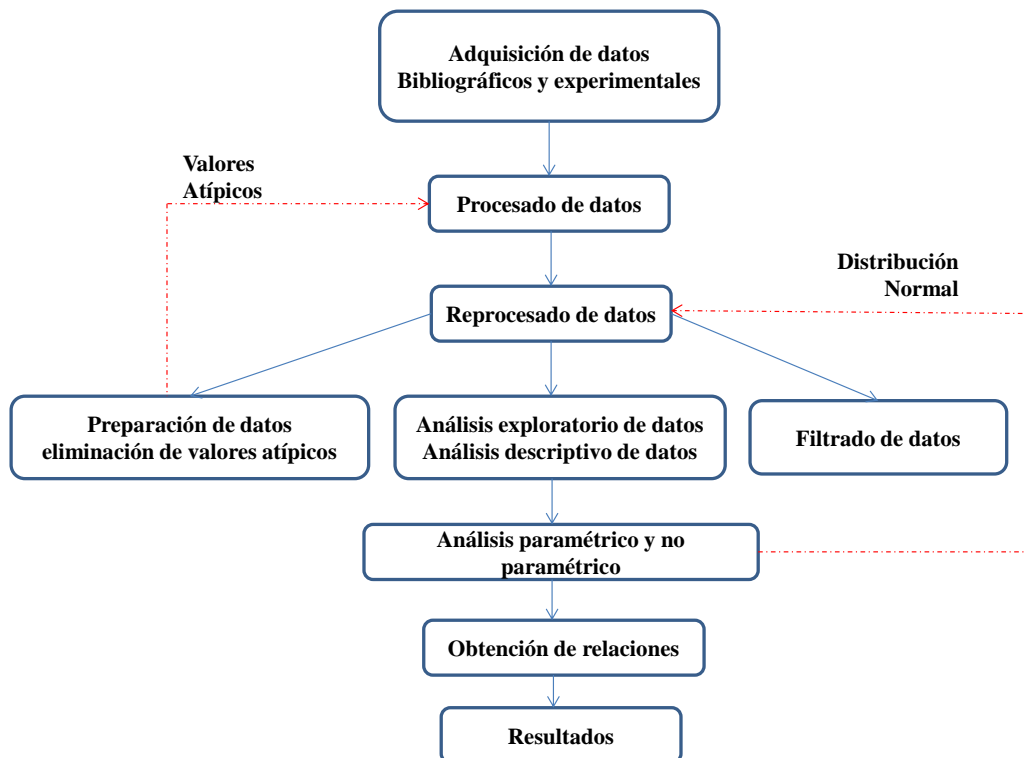 Adquisición de datos
Bibliográficos y experimentales
Valores
Atípicos
Procesado de datos
Distribución
Normal
Reprocesado de datos
Preparación de datos
eliminación de valores atípicos
Análisis exploratorio de datos
Análisis descriptivo de datos
Filtrado de datos
Análisis paramétrico y no
paramétrico
Obtención de relaciones
Resultados